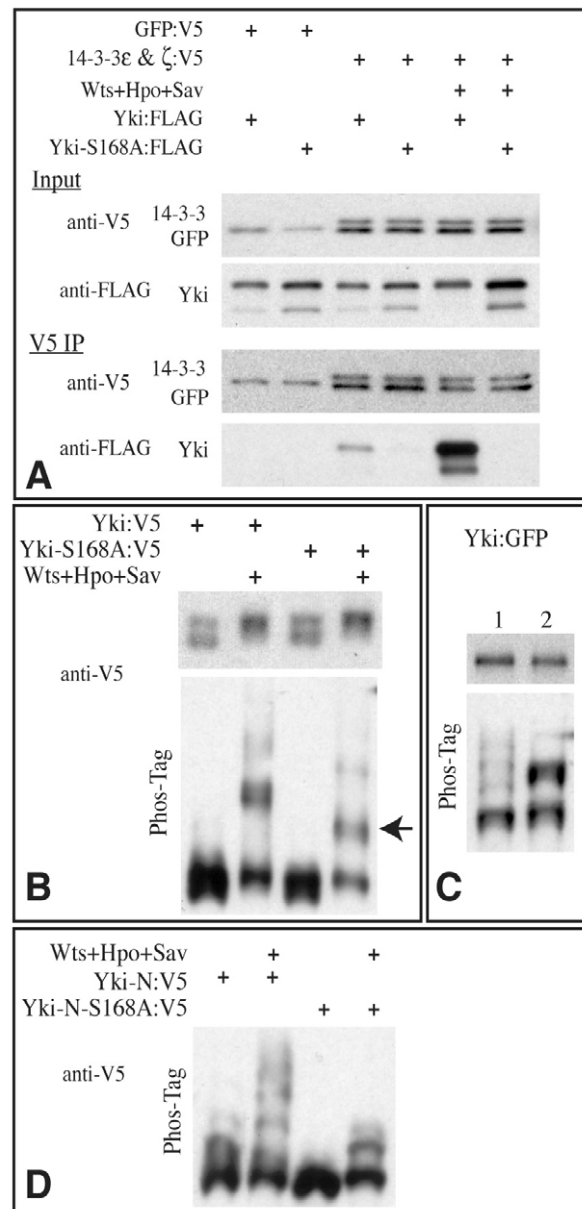 GFP:V5 + +
14-3-3ε & ζ:V5 + + + +
Wts+Hpo+Sav + +
Yki:FLAG + + +
Yki-S168A:FLAG + + +
Input
anti-V5 14-3-3
GFP
anti-FLAG Yki
V5 IP
anti-V5 14-3-3
GFP
anti-FLAG Yki
A
Yki:V5 + +
Yki-S168A:V5 + +
Wts+Hpo+Sav + +
anti-V5
Phos-Tag
B
Yki:GFP
1 2
Phos-Tag
C
Wts+Hpo+Sav + +
Yki-N:V5 + +
Yki-N-S168A:V5 + +
anti-V5
Phos-Tag
D